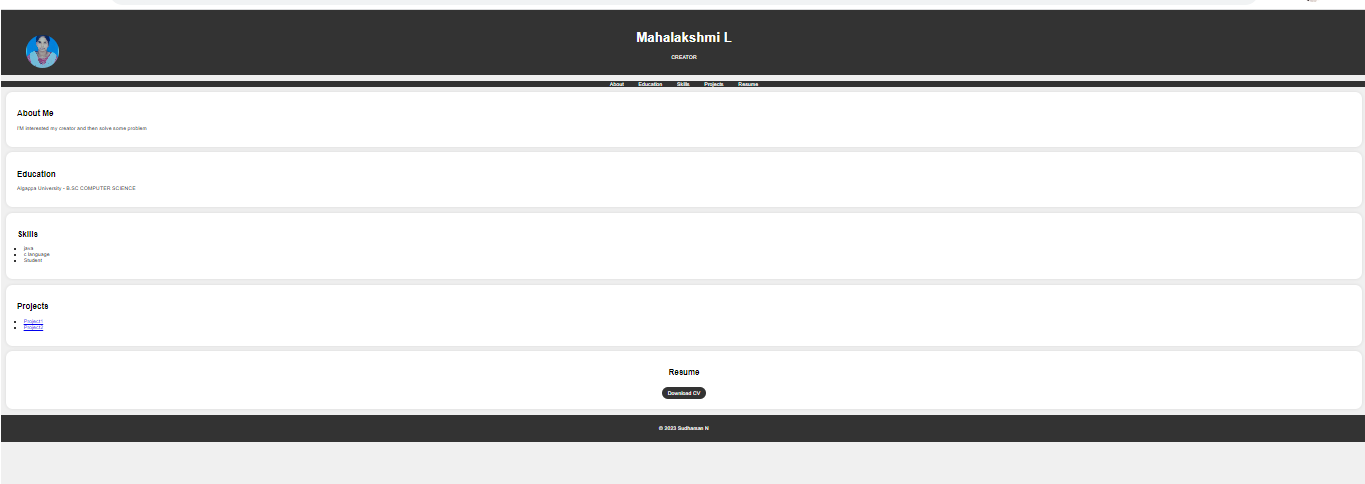 Mahalakshmi L
CREATOR
About Education Skills Projects Resume
About Me
I'M interested my creator and then solve some problem
Education
Algappa University - B.SC COMPUTER SCIENCE
Skills
java
c language
Student
Projects
Project1
Project2
Resume
Download CV
© 2023 Sudharsan N